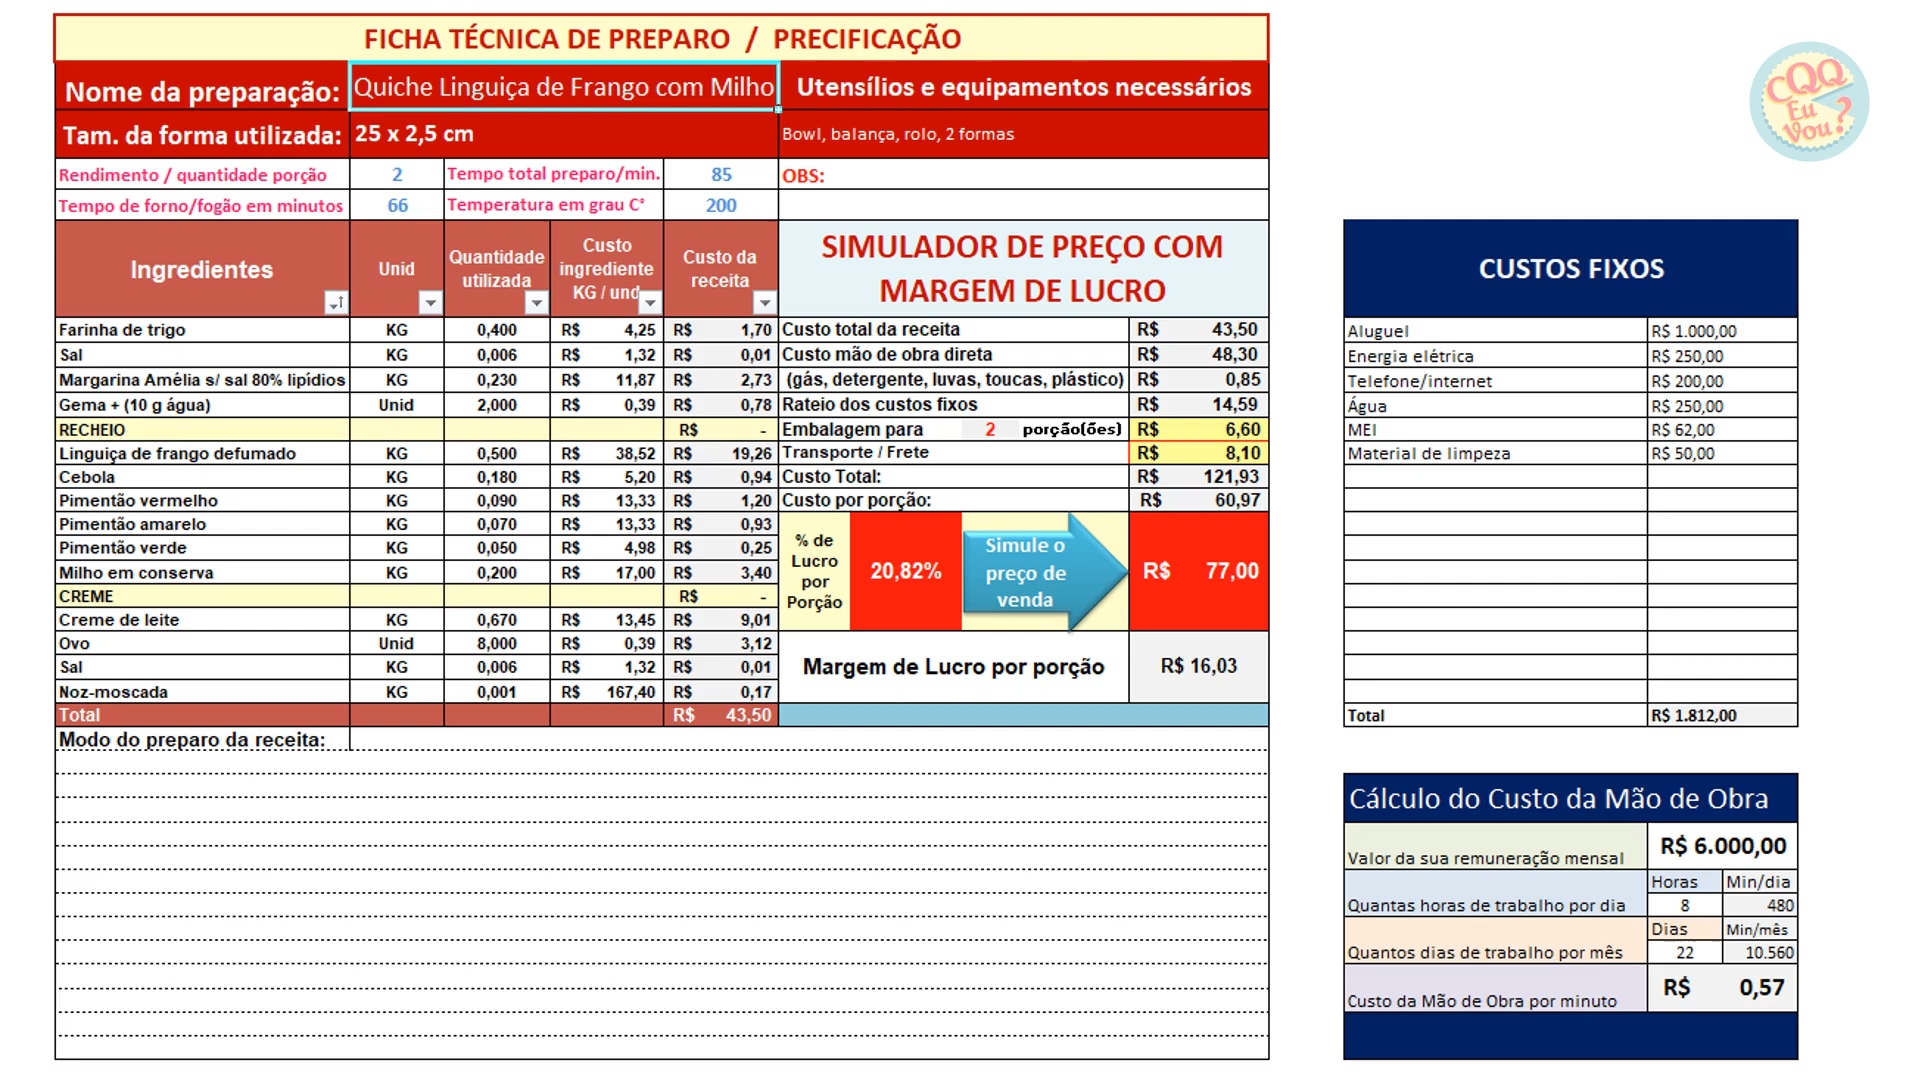 FICHA TÉCNICA DE PREPARO / PRECIFICAÇÃO
Nome da preparação: Quiche Linguiça de Frango com Milho Utensílios e equipamentos necessários
Tam. da forma utilizada: 25 x 2,5 cm Bowl, balança, rolo, 2 formas
Rendimento / quantidade porção 2 Tempo total preparo/min. 85 OBS:
Tempo de forno/fogão em minutos 66 Temperatura em grau C° 200
Ingredientes Unid Quantidade utilizada Custo ingrediente KG / und Custo da receita
SIMULADOR DE PREÇO COM
MARGEM DE LUCRO
Farinha de trigo KG 0,400 R$ 4,25 R$ 1,70 Custo total da receita R$ 43,50
Sal KG 0,006 R$ 1,32 R$ 0,01 Custo mão de obra direta R$ 48,30
Margarina Amélia s/ sal 80% lipídios KG 0,230 R$ 11,87 R$ 2,73 (gás, detergente, luvas, toucas, plástico) R$ 0,85
Gema + (10 g água) Unid 2,000 R$ 0,39 R$ 0,78 Rateio dos custos fixos R$ 14,59
RECHEIO R$ - Embalagem para 2 porção(ões) R$ 6,60
Linguiça de frango defumado KG 0,500 R$ 38,52 R$ 19,26 Transporte / Frete R$ 8,10
Cebola KG 0,180 R$ 5,20 R$ 0,94 Custo Total: R$ 121,93
Pimentão vermelho KG 0,090 R$ 13,33 R$ 1,20 Custo por porção: R$ 60,97
Pimentão amarelo KG 0,070 R$ 13,33 R$ 0,93
Pimentão verde KG 0,050 R$ 4,98 R$ 0,25
Milho em conserva KG 0,200 R$ 17,00 R$ 3,40
CREME R$ -
Creme de leite KG 0,670 R$ 13,45 R$ 9,01
Ovo Unid 8,000 R$ 0,39 R$ 3,12
Sal KG 0,006 R$ 1,32 R$ 0,01
Noz-moscada KG 0,001 R$ 167,40 R$ 0,17
Total R$ 43,50
% de
Lucro
por
Porção
20,82%
Simule o
preço de
venda
R$ 77,00
Margem de Lucro por porção R$ 16,03
Modo do preparo da receita:
CQQ
Eu
Vou?
CUSTOS FIXOS
Aluguel R$ 1.000,00
Energia elétrica R$ 250,00
Telefone/internet R$ 200,00
Água R$ 250,00
MEI R$ 62,00
Material de limpeza R$ 50,00
Total R$ 1.812,00
Cálculo do Custo da Mão de Obra
Valor da sua remuneração mensal R$ 6.000,00
Horas Min/dia
Quantas horas de trabalho por dia 8 480
Dias Min/mês
Quantos dias de trabalho por mês 22 10.560
Custo da Mão de Obra por minuto R$ 0,57